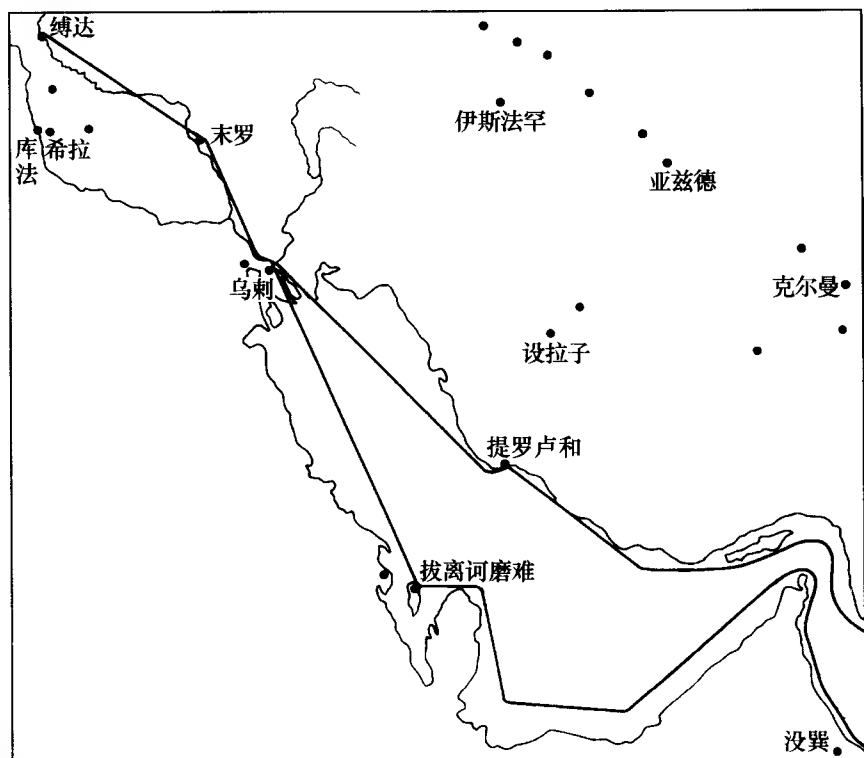 缚达
末罗
库法
希拉
伊斯法罕
亚兹德
克尔曼
乌剌
设拉子
提罗卢和
拔离诃磨难
没巽